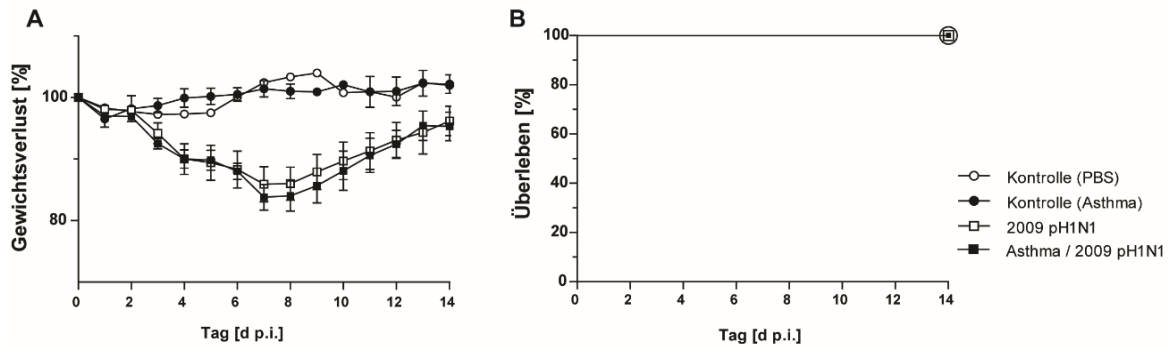 A
Gewichtsverlust [%]
100
80
0 2 4 6 8 10 12 14
Tag [d p.i.]
B
Überleben [%]
100
80
60
40
20
0
0 2 4 6 8 10 12 14
Tag [d p.i.]
Kontrolle (PBS)
Kontrolle (Asthma)
2009 pH1N1
Asthma / 2009 pH1N1